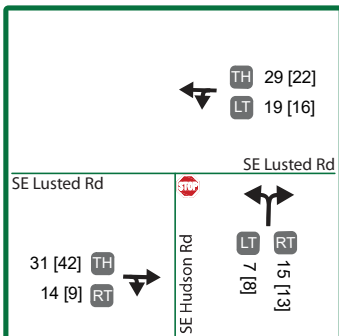 TH 29 [22]
LT 19 [16]
SE Lusted Rd
SE Lusted Rd
STOP
31 [42] TH
14 [9] RT
SE Hudson Rd
LT RT
7 [8] 15 [13]